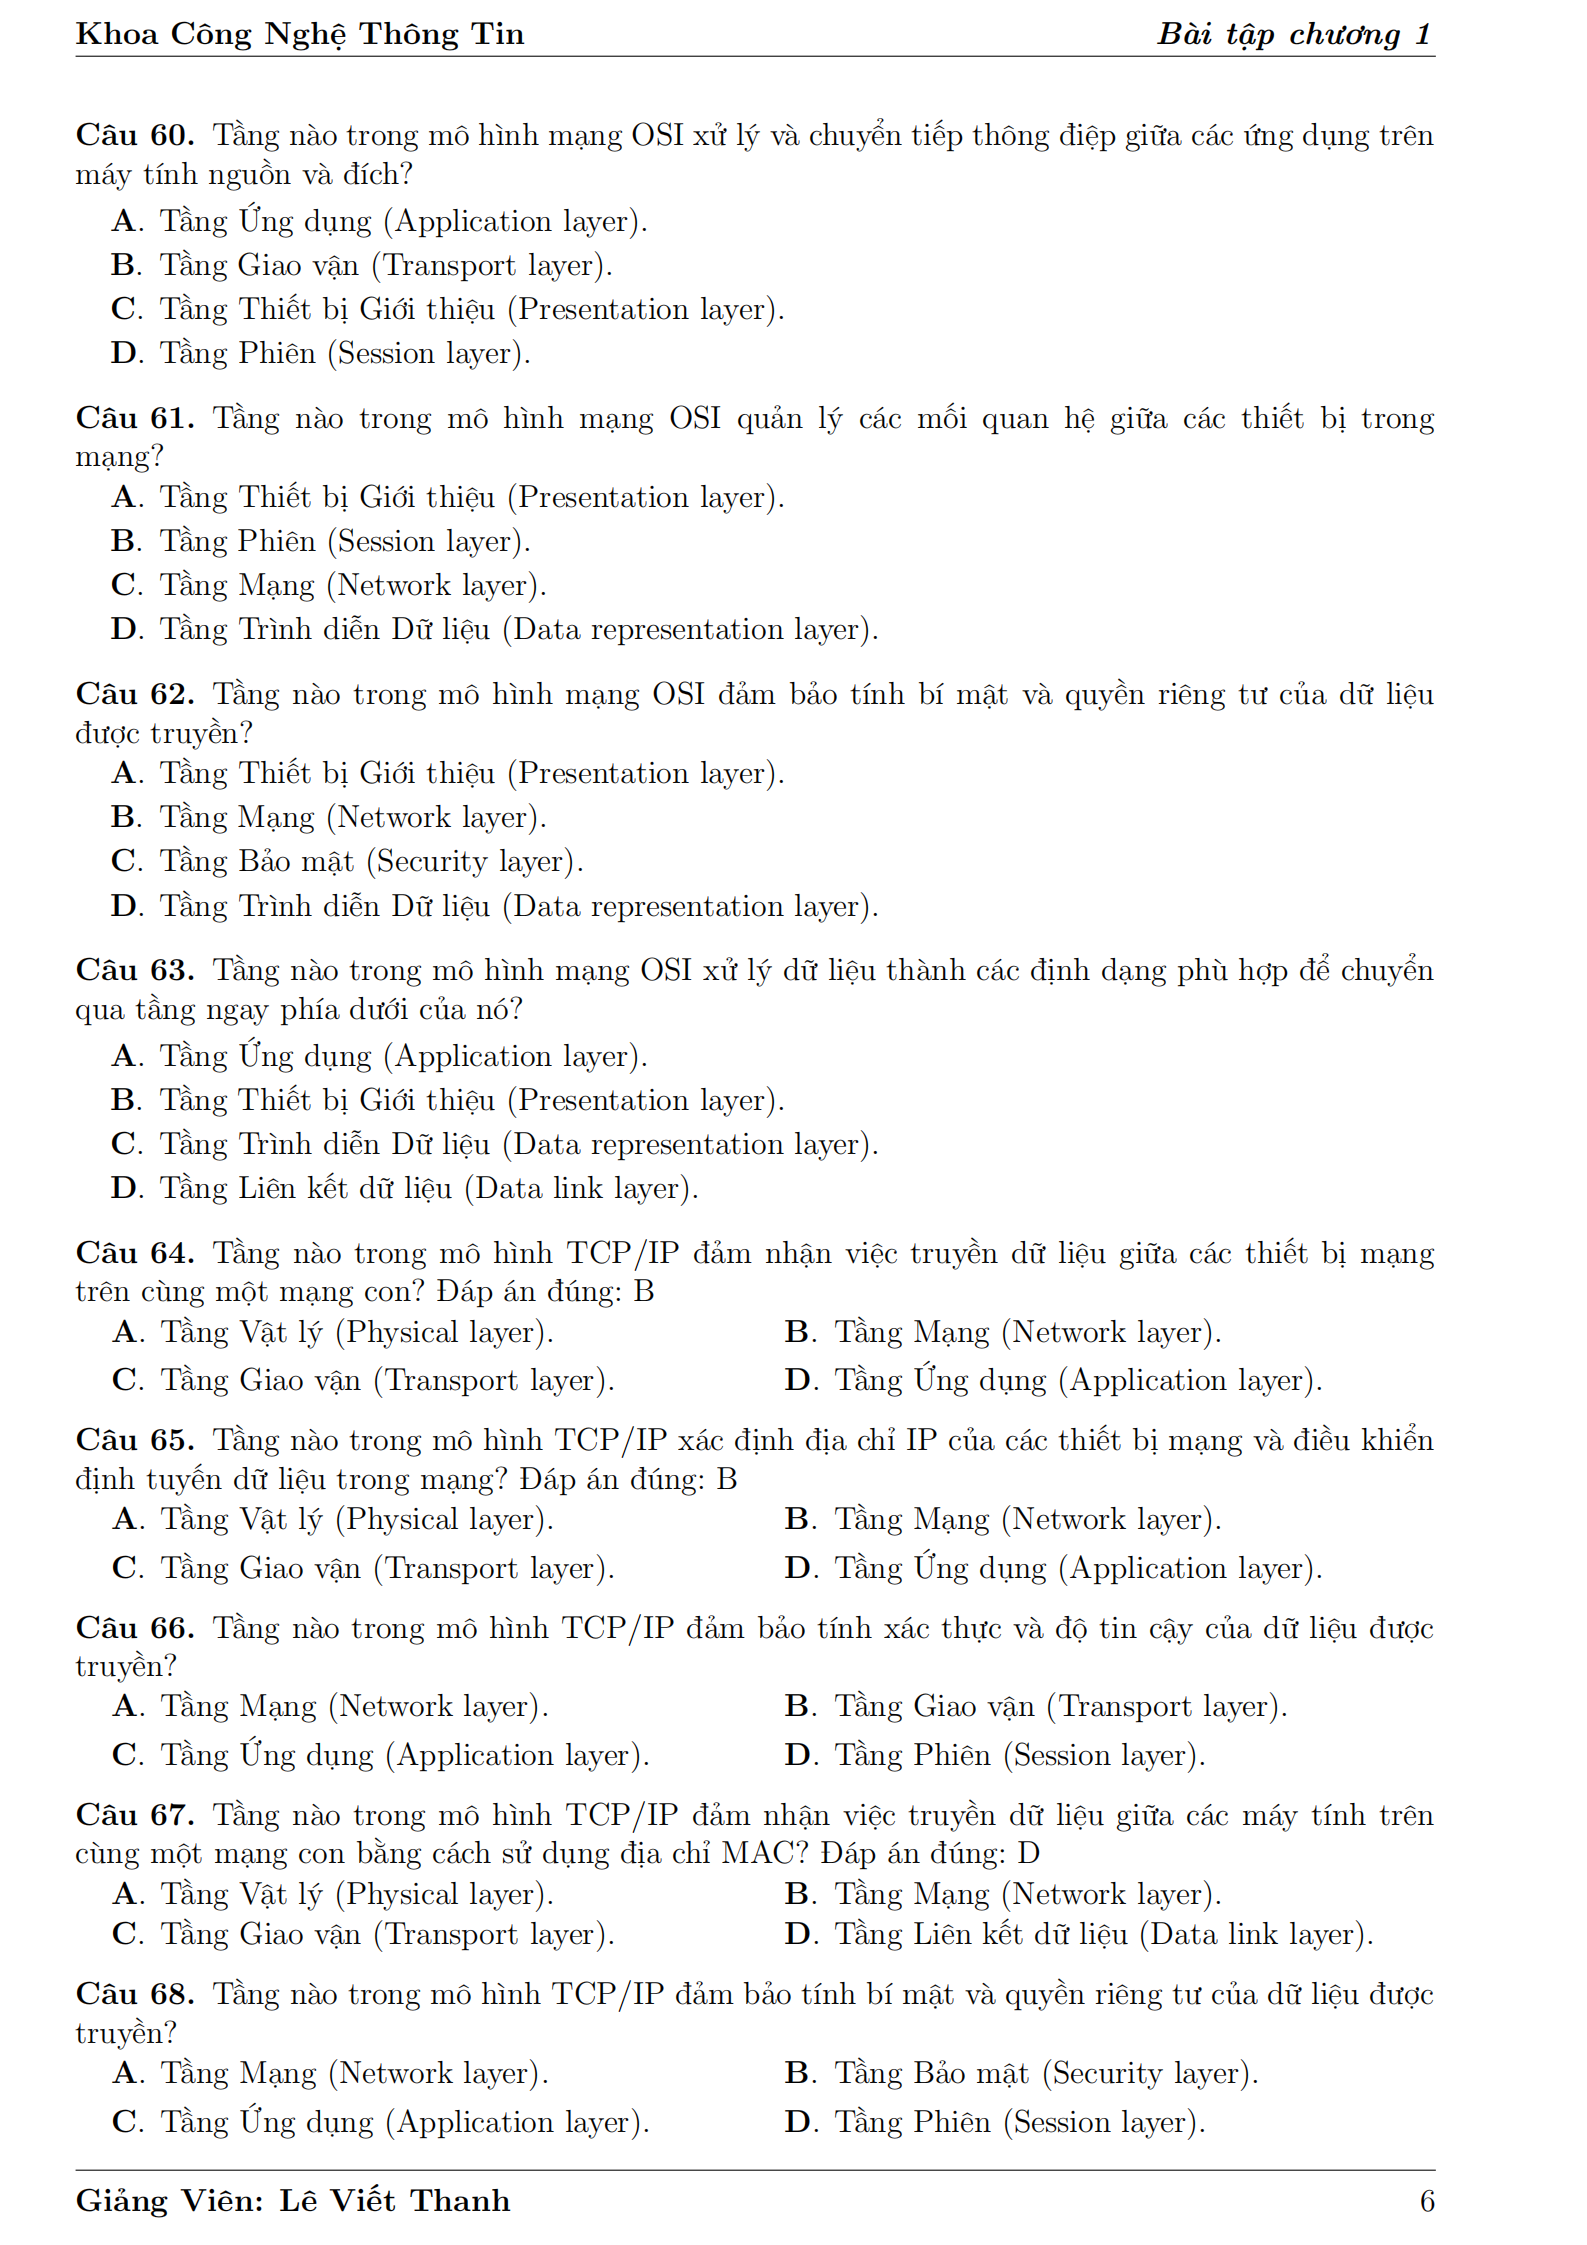 Khoa Công Nghệ Thông Tin Bài tập chương 1
Câu 60. Tầng nào trong mô hình mạng OSI xử lý và chuyển tiếp thông điệp giữa các ứng dụng trên
máy tính nguồn và đích?
A. Tầng Ứng dụng (Application layer).
B. Tầng Giao vận (Transport layer).
C. Tầng Thiết bị Giới thiệu (Presentation layer).
D. Tầng Phiên (Session layer).
Câu 61. Tầng nào trong mô hình mạng OSI quản lý các mối quan hệ giữa các thiết bị trong
mạng?
A. Tầng Thiết bị Giới thiệu (Presentation layer).
B. Tầng Phiên (Session layer).
C. Tầng Mạng (Network layer).
D. Tầng Trình diễn Dữ liệu (Data representation layer).
Câu 62. Tầng nào trong mô hình mạng OSI đảm bảo tính bí mật và quyền riêng tư của dữ liệu
được truyền?
A. Tầng Thiết bị Giới thiệu (Presentation layer).
B. Tầng Mạng (Network layer).
C. Tầng Bảo mật (Security layer).
D. Tầng Trình diễn Dữ liệu (Data representation layer).
Câu 63. Tầng nào trong mô hình mạng OSI xử lý dữ liệu thành các định dạng phù hợp để chuyển
qua tầng ngay phía dưới của nó?
A. Tầng Ứng dụng (Application layer).
B. Tầng Thiết bị Giới thiệu (Presentation layer).
C. Tầng Trình diễn Dữ liệu (Data representation layer).
D. Tầng Liên kết dữ liệu (Data link layer).
Câu 64. Tầng nào trong mô hình TCP/IP đảm nhận việc truyền dữ liệu giữa các thiết bị mạng
trên cùng một mạng con? Đáp án đúng: B
A. Tầng Vật lý (Physical layer). B. Tầng Mạng (Network layer).
C. Tầng Giao vận (Transport layer). D. Tầng Ứng dụng (Application layer).
Câu 65. Tầng nào trong mô hình TCP/IP xác định địa chỉ IP của các thiết bị mạng và điều khiển
định tuyến dữ liệu trong mạng? Đáp án đúng: B
A. Tầng Vật lý (Physical layer). B. Tầng Mạng (Network layer).
C. Tầng Giao vận (Transport layer). D. Tầng Ứng dụng (Application layer).
Câu 66. Tầng nào trong mô hình TCP/IP đảm bảo tính xác thực và độ tin cậy của dữ liệu được
truyền?
A. Tầng Mạng (Network layer). B. Tầng Giao vận (Transport layer).
C. Tầng Ứng dụng (Application layer). D. Tầng Phiên (Session layer).
Câu 67. Tầng nào trong mô hình TCP/IP đảm nhận việc truyền dữ liệu giữa các máy tính trên
cùng một mạng con bằng cách sử dụng địa chỉ MAC? Đáp án đúng: D
A. Tầng Vật lý (Physical layer). B. Tầng Mạng (Network layer).
C. Tầng Giao vận (Transport layer). D. Tầng Liên kết dữ liệu (Data link layer).
Câu 68. Tầng nào trong mô hình TCP/IP đảm bảo tính bí mật và quyền riêng tư của dữ liệu được
truyền?
A. Tầng Mạng (Network layer). B. Tầng Bảo mật (Security layer).
C. Tầng Ứng dụng (Application layer). D. Tầng Phiên (Session layer).
Giảng Viên: Lê Viết Thanh 6